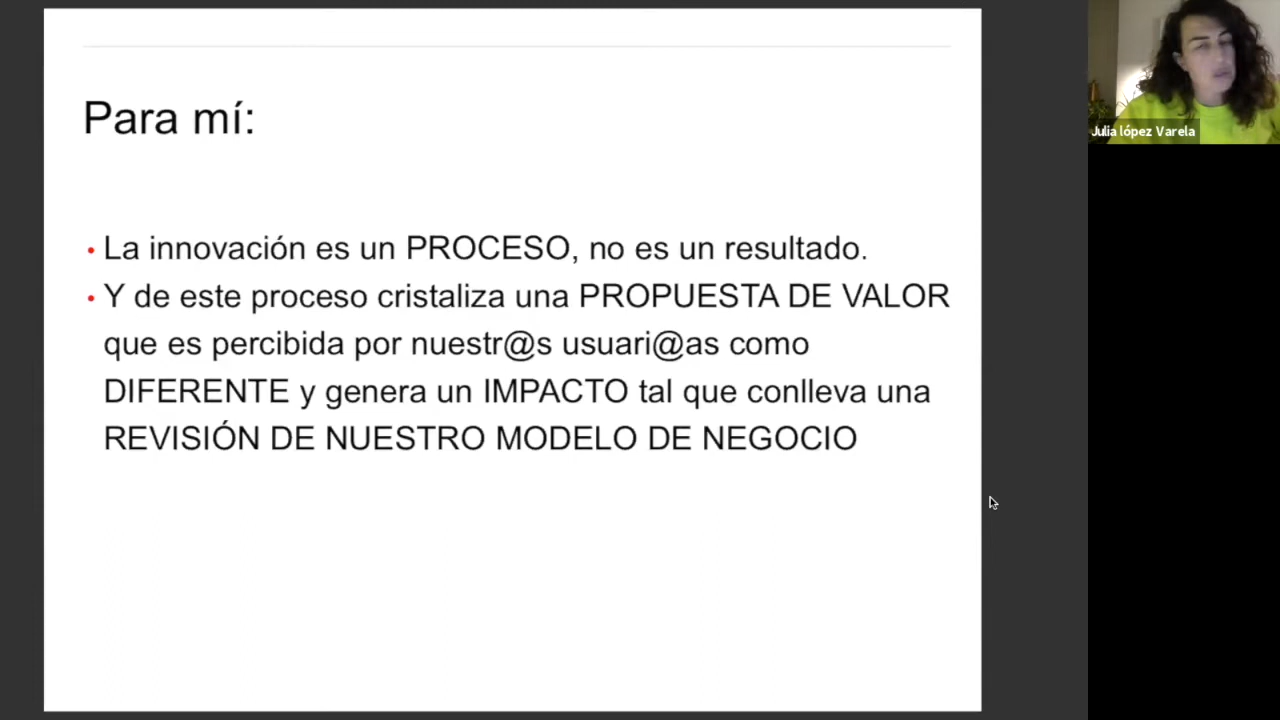 Para mí:
• La innovación es un PROCESO, no es un resultado.
• Y de este proceso cristaliza una PROPUESTA DE VALOR
que es percibida por nuestr@s usuari@as como
DIFERENTE y genera un IMPACTO tal que conlleva una
REVISIÓN DE NUESTRO MODELO DE NEGOCIO
Julia lópez Varela